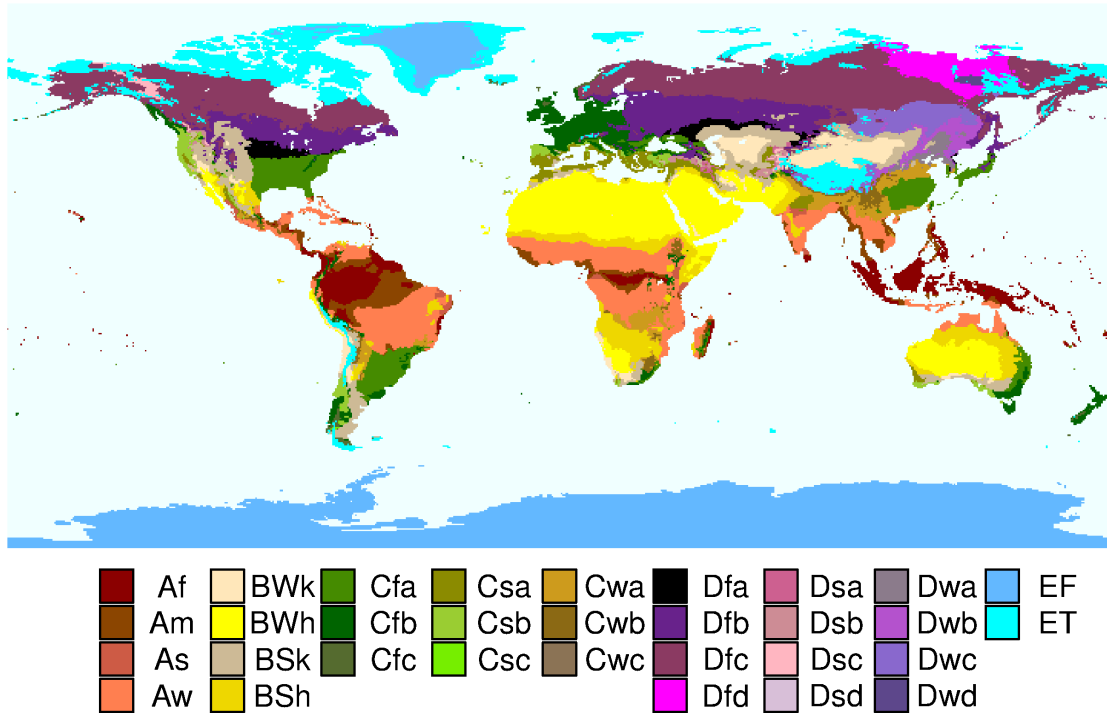 Af BWk Cfa Csa Cwa Dfa Dsa Dwa EF
Am BWh Cfb Csb Cwb Dfb Dsb Dwb ET
As BSk Cfc Csc Cwc Dfc Dsc Dwc
Aw BSh Dfd Dsd Dwd